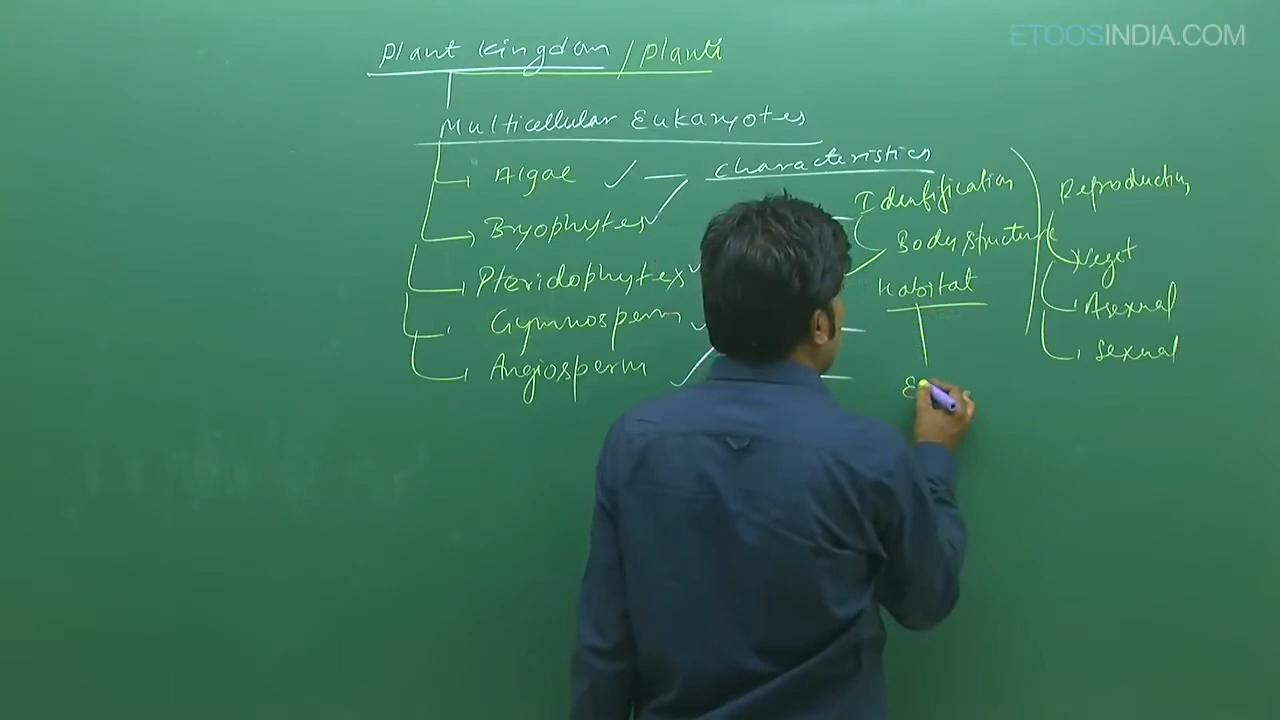 ETOOSINDIA.COM
Plant Kingdom / Planti
Multicellular Eukaryotes
Algae
Bryophytes
Pteridophytes
Gymnosperm
Angiosperm
Characteristics
Identification
Body structure
Habitat
E
Reproduction
Veget
Asexual
Sexual